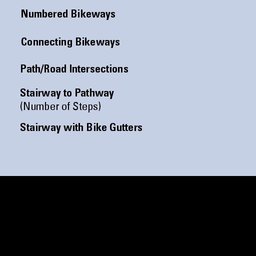 Numbered Bikeways
Connecting Bikeways
Path/Road Intersections
Stairway to Pathway
(Number of Steps)
Stairway with Bike Gutters